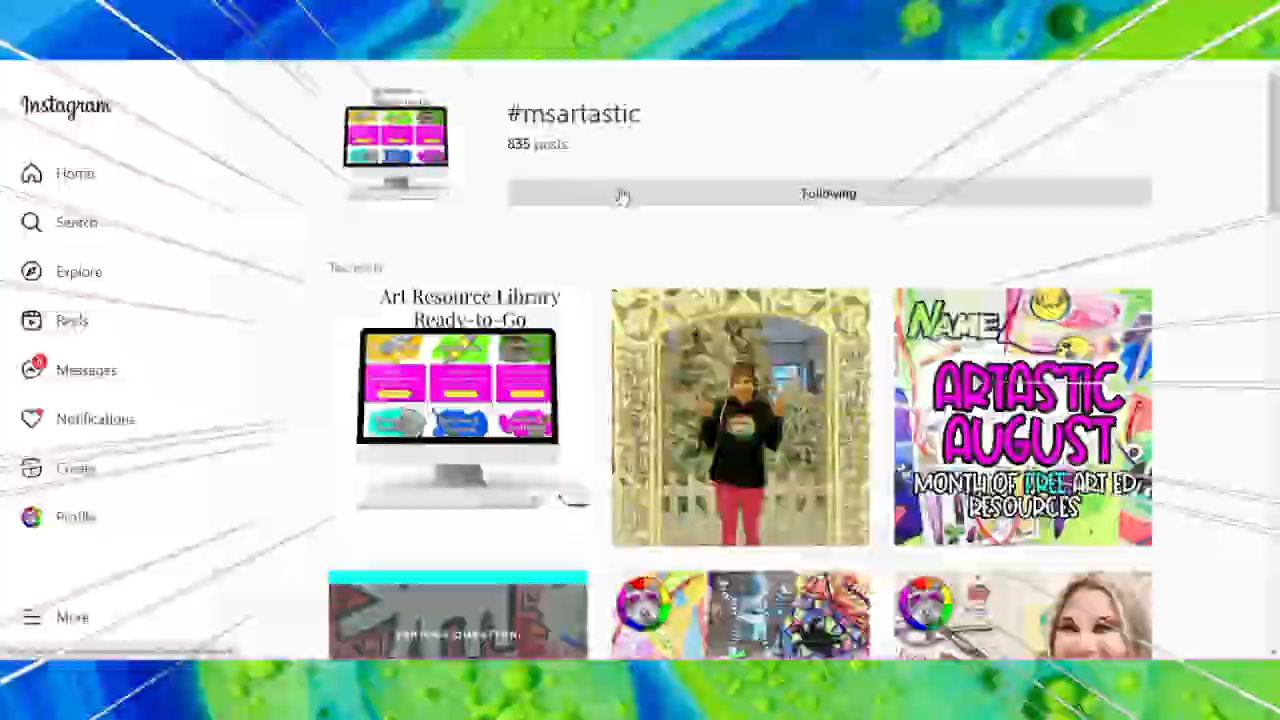 Instagram
#msartastic
835 posts
Following
Home
Search
Explore
Reels
Messages
Notifications
Create
Profile
More
Art Resource Library
Ready-to-Go
NAME
ARTASTIC
AUGUST
MONTH OF FREE ART ED
RESOURCES